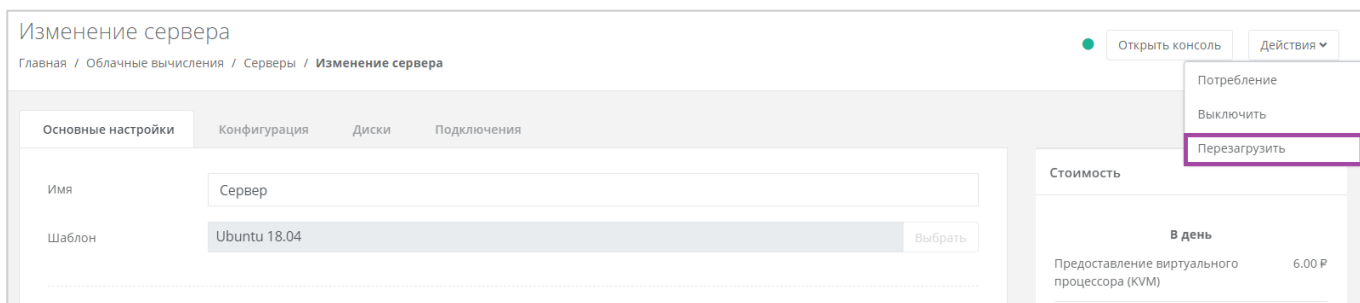 Изменение сервера
Главная / Облачные вычисления / Серверы / Изменение сервера
Открыть консоль
Действия
Потребление
Выключить
Перезагрузить
Основные настройки
Конфигурация
Диски
Подключения
Имя
Сервер
Шаблон
Ubuntu 18.04
Выбрать
Стоимость
В день
Предоставление виртуального 6.00 ₽
процессора (KVM)